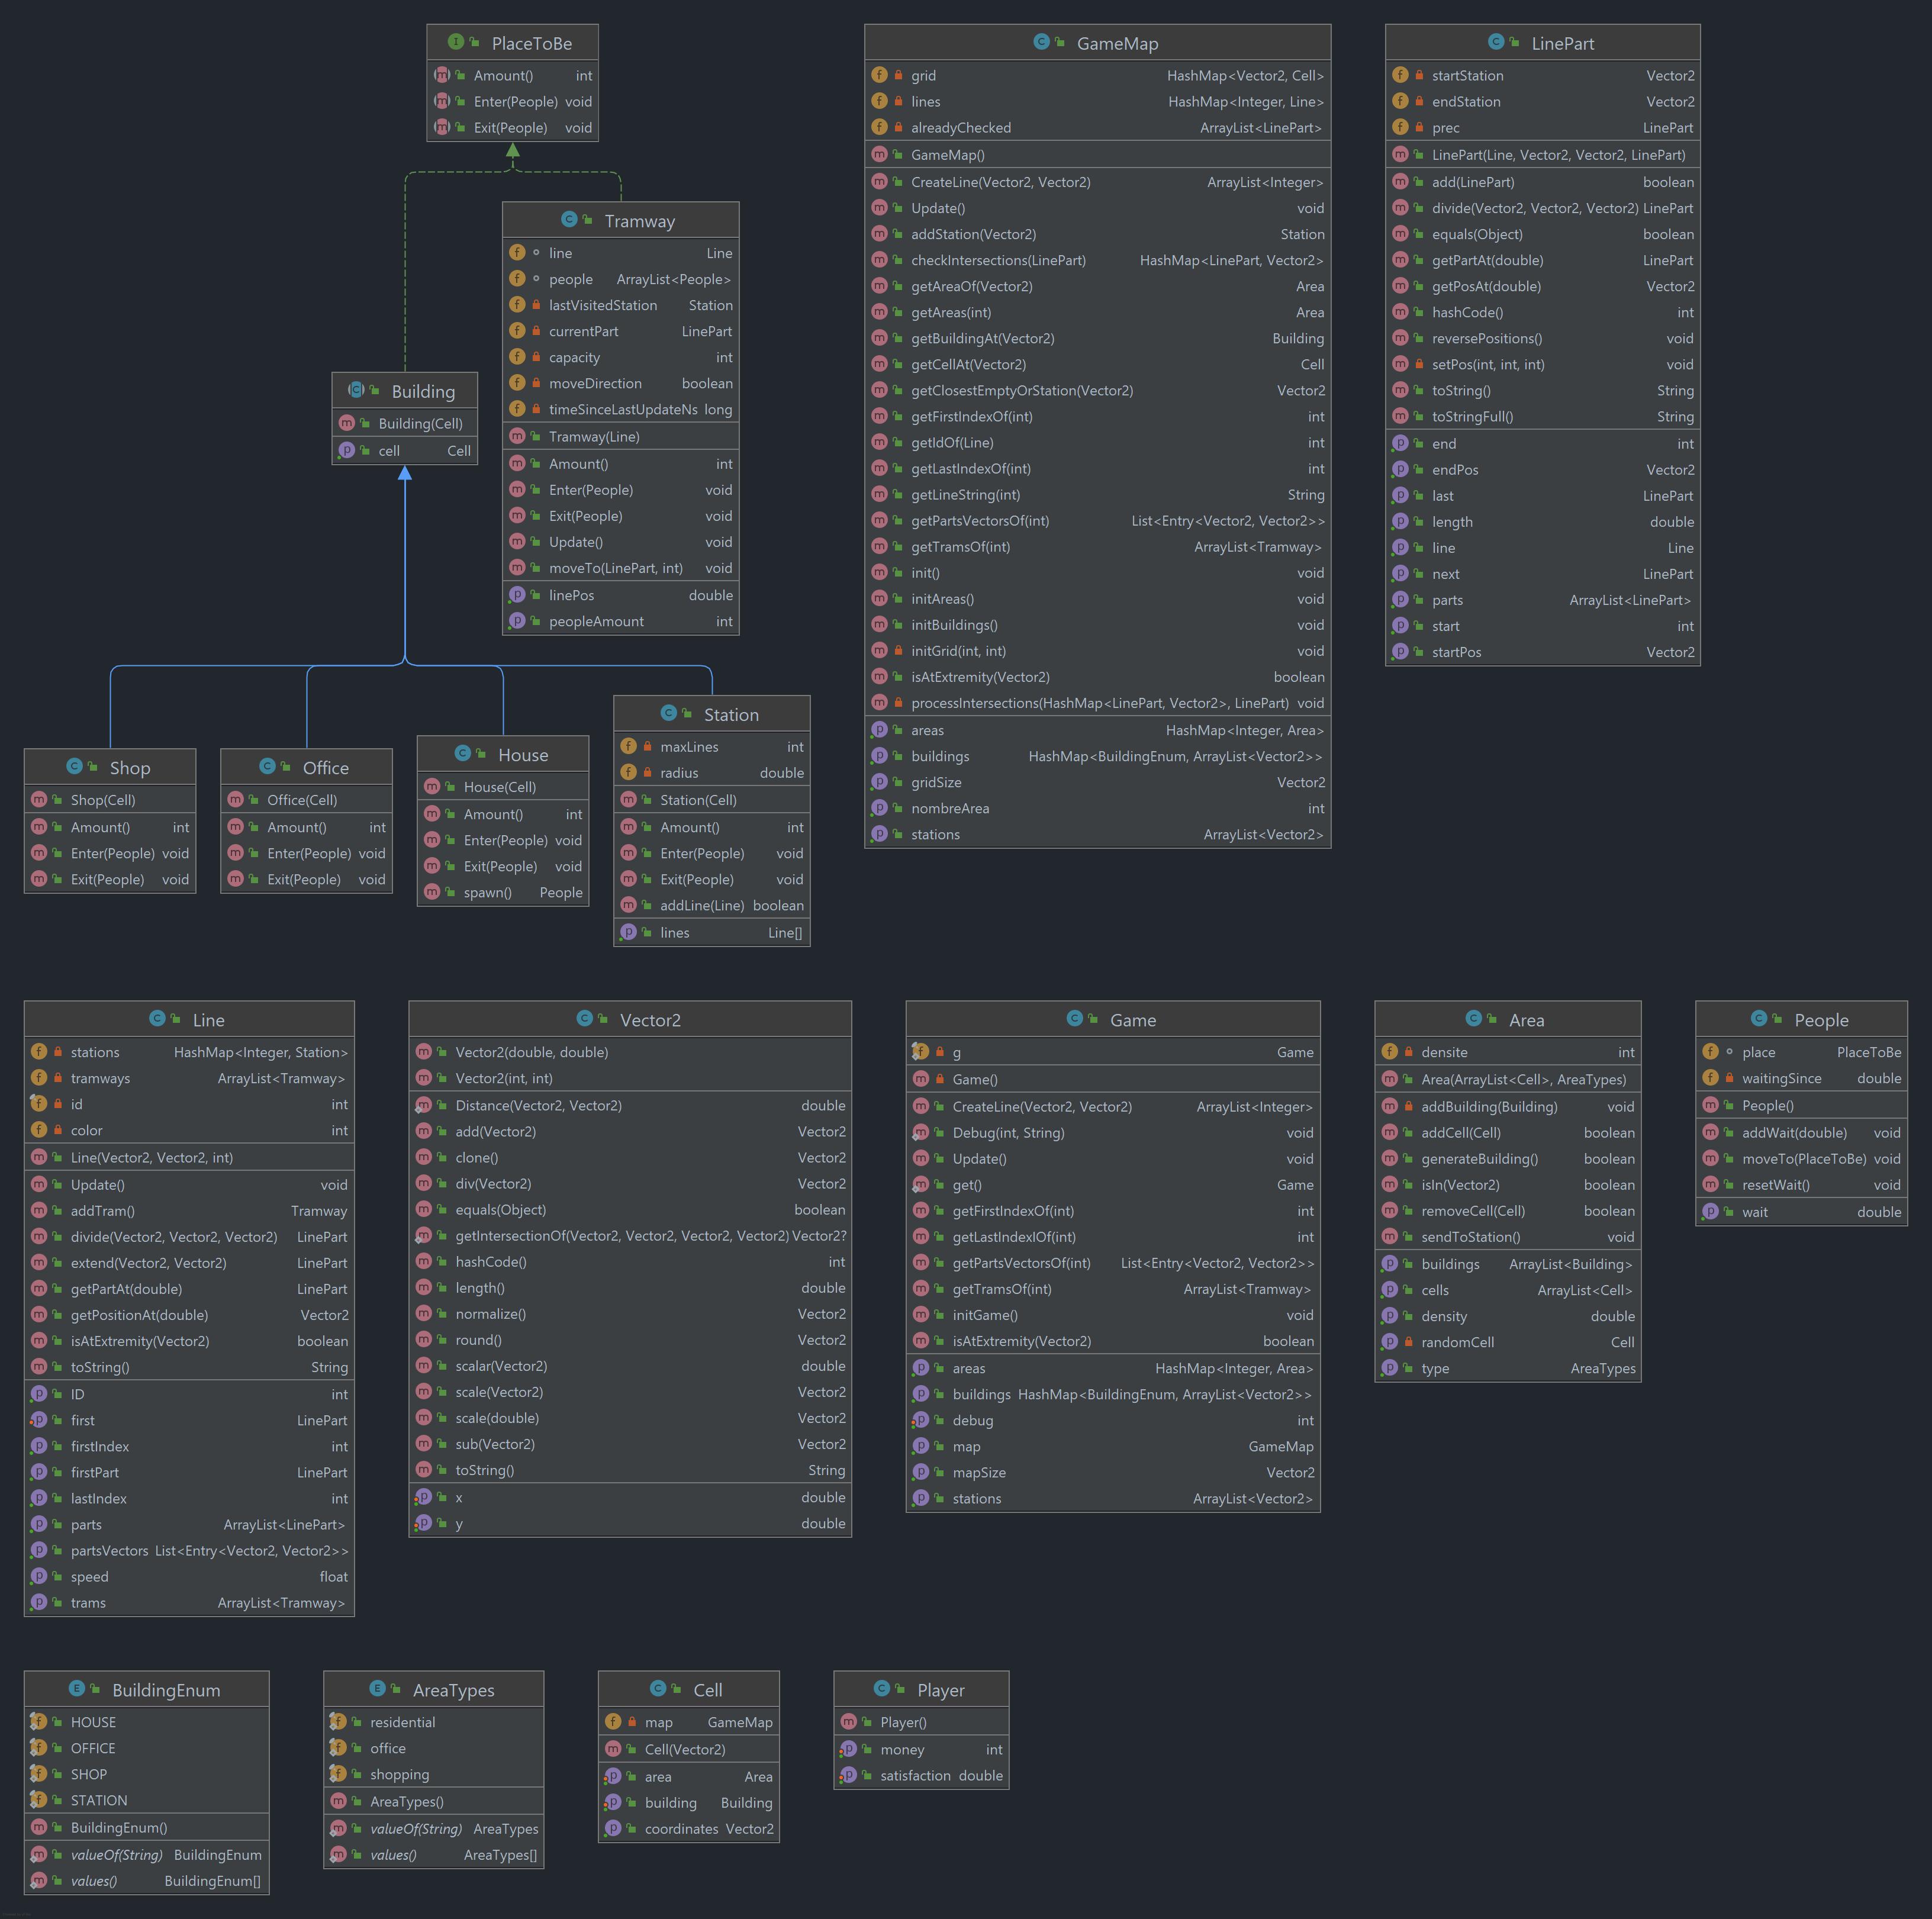 PlaceToBe
Amount() int
Enter(People) void
Exit(People) void
Tramway
line Line
people ArrayList<People>
lastVisitedStation Station
currentPart LinePart
capacity int
moveDirection boolean
timeSinceLastUpdateNs long
Tramway(Line)
Amount() int
Enter(People) void
Exit(People) void
Update() void
moveTo(LinePart, int) void
linePos double
peopleAmount int
Building
Building(Cell)
cell Cell
Shop
Shop(Cell)
Amount() int
Enter(People) void
Exit(People) void
Office
Office(Cell)
Amount() int
Enter(People) void
Exit(People) void
House
House(Cell)
Amount() int
Enter(People) void
Exit(People) void
spawn() People
Station
maxLines int
radius double
Station(Cell)
Amount() int
Enter(People) void
Exit(People) void
addLine(Line) boolean
lines Line[]
GameMap
grid HashMap<Vector2, Cell>
lines HashMap<Integer, Line>
alreadyChecked ArrayList<LinePart>
GameMap()
CreateLine(Vector2, Vector2) ArrayList<Integer>
Update() void
addStation(Vector2) Station
checkIntersections(LinePart) HashMap<LinePart, Vector2>
getAreaOf(Vector2) Area
getAreas(int) Area
getBuildingAt(Vector2) Building
getCellAt(Vector2) Cell
getClosestEmptyOrStation(Vector2) Vector2
getFirstIndexOf(int) int
getIdOf(Line) int
getLastIndexOf(int) int
getLineString(int) String
getPartsVectorsOf(int) List<Entry<Vector2, Vector2>>
getTramsOf(int) ArrayList<Tramway>
init() void
initAreas() void
initBuildings() void
initGrid(int, int) void
isAtExtremity(Vector2) boolean
processIntersections(HashMap<LinePart, Vector2>, LinePart) void
areas HashMap<Integer, Area>
buildings HashMap<BuildingEnum, ArrayList<Vector2>>
gridSize Vector2
nombreArea int
stations ArrayList<Vector2>
LinePart
startStation Vector2
endStation Vector2
prec LinePart
LinePart(Line, Vector2, Vector2, LinePart)
add(LinePart) boolean
divide(Vector2, Vector2, Vector2) LinePart
equals(Object) boolean
getPartAt(double) LinePart
getPosAt(double) Vector2
hashCode() int
reversePositions() void
setPos(int, int, int) void
toString() String
toStringFull() String
end int
endPos Vector2
last LinePart
length double
line Line
next LinePart
parts ArrayList<LinePart>
start int
startPos Vector2
Line
stations HashMap<Integer, Station>
tramways ArrayList<Tramway>
id int
color int
Line(Vector2, Vector2, int)
Update() void
addTram() Tramway
divide(Vector2, Vector2, Vector2) LinePart
extend(Vector2, Vector2) LinePart
getPartAt(double) LinePart
getPositionAt(double) Vector2
isAtExtremity(Vector2) boolean
toString() String
ID int
first LinePart
firstIndex int
firstPart LinePart
lastIndex int
parts ArrayList<LinePart>
partsVectors List<Entry<Vector2, Vector2>>
speed float
trams ArrayList<Tramway>
Vector2
Vector2(double, double)
Vector2(int, int)
Distance(Vector2, Vector2) double
add(Vector2) Vector2
clone() Vector2
div(Vector2) Vector2
equals(Object) boolean
getIntersectionOf(Vector2, Vector2, Vector2, Vector2) Vector2?
hashCode() int
length() double
normalize() Vector2
round() Vector2
scalar(Vector2) double
scale(Vector2) Vector2
scale(double) Vector2
sub(Vector2) Vector2
toString() String
x double
y double
Game
g Game
Game()
CreateLine(Vector2, Vector2) ArrayList<Integer>
Debug(int, String) void
Update() void
get() Game
getFirstIndexOf(int) int
getLastIndexIOf(int) int
getPartsVectorsOf(int) List<Entry<Vector2, Vector2>>
getTramsOf(int) ArrayList<Tramway>
initGame() void
isAtExtremity(Vector2) boolean
areas HashMap<Integer, Area>
buildings HashMap<BuildingEnum, ArrayList<Vector2>>
debug int
map GameMap
mapSize Vector2
stations ArrayList<Vector2>
Area
densite int
Area(ArrayList<Cell>, AreaTypes)
addBuilding(Building) void
addCell(Cell) boolean
generateBuilding() boolean
isIn(Vector2) boolean
removeCell(Cell) boolean
sendToStation() void
buildings ArrayList<Building>
cells ArrayList<Cell>
density double
randomCell Cell
type AreaTypes
People
place PlaceToBe
waitingSince double
People()
addWait(double) void
moveTo(PlaceToBe) void
resetWait() void
wait double
BuildingEnum
HOUSE
OFFICE
SHOP
STATION
BuildingEnum()
valueOf(String) BuildingEnum
values() BuildingEnum[]
AreaTypes
residential
office
shopping
AreaTypes()
valueOf(String) AreaTypes
values() AreaTypes[]
Cell
map GameMap
Cell(Vector2)
area Area
building Building
coordinates Vector2
Player
Player()
money int
satisfaction double